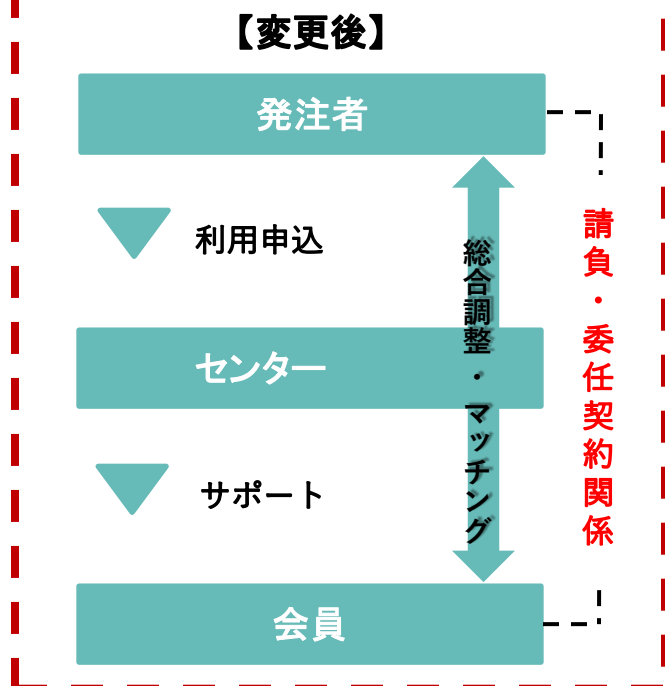 【変更後】
発注者
利用申込
センター
サポート
会員
総合調整・マッチング
請負・委任契約関係